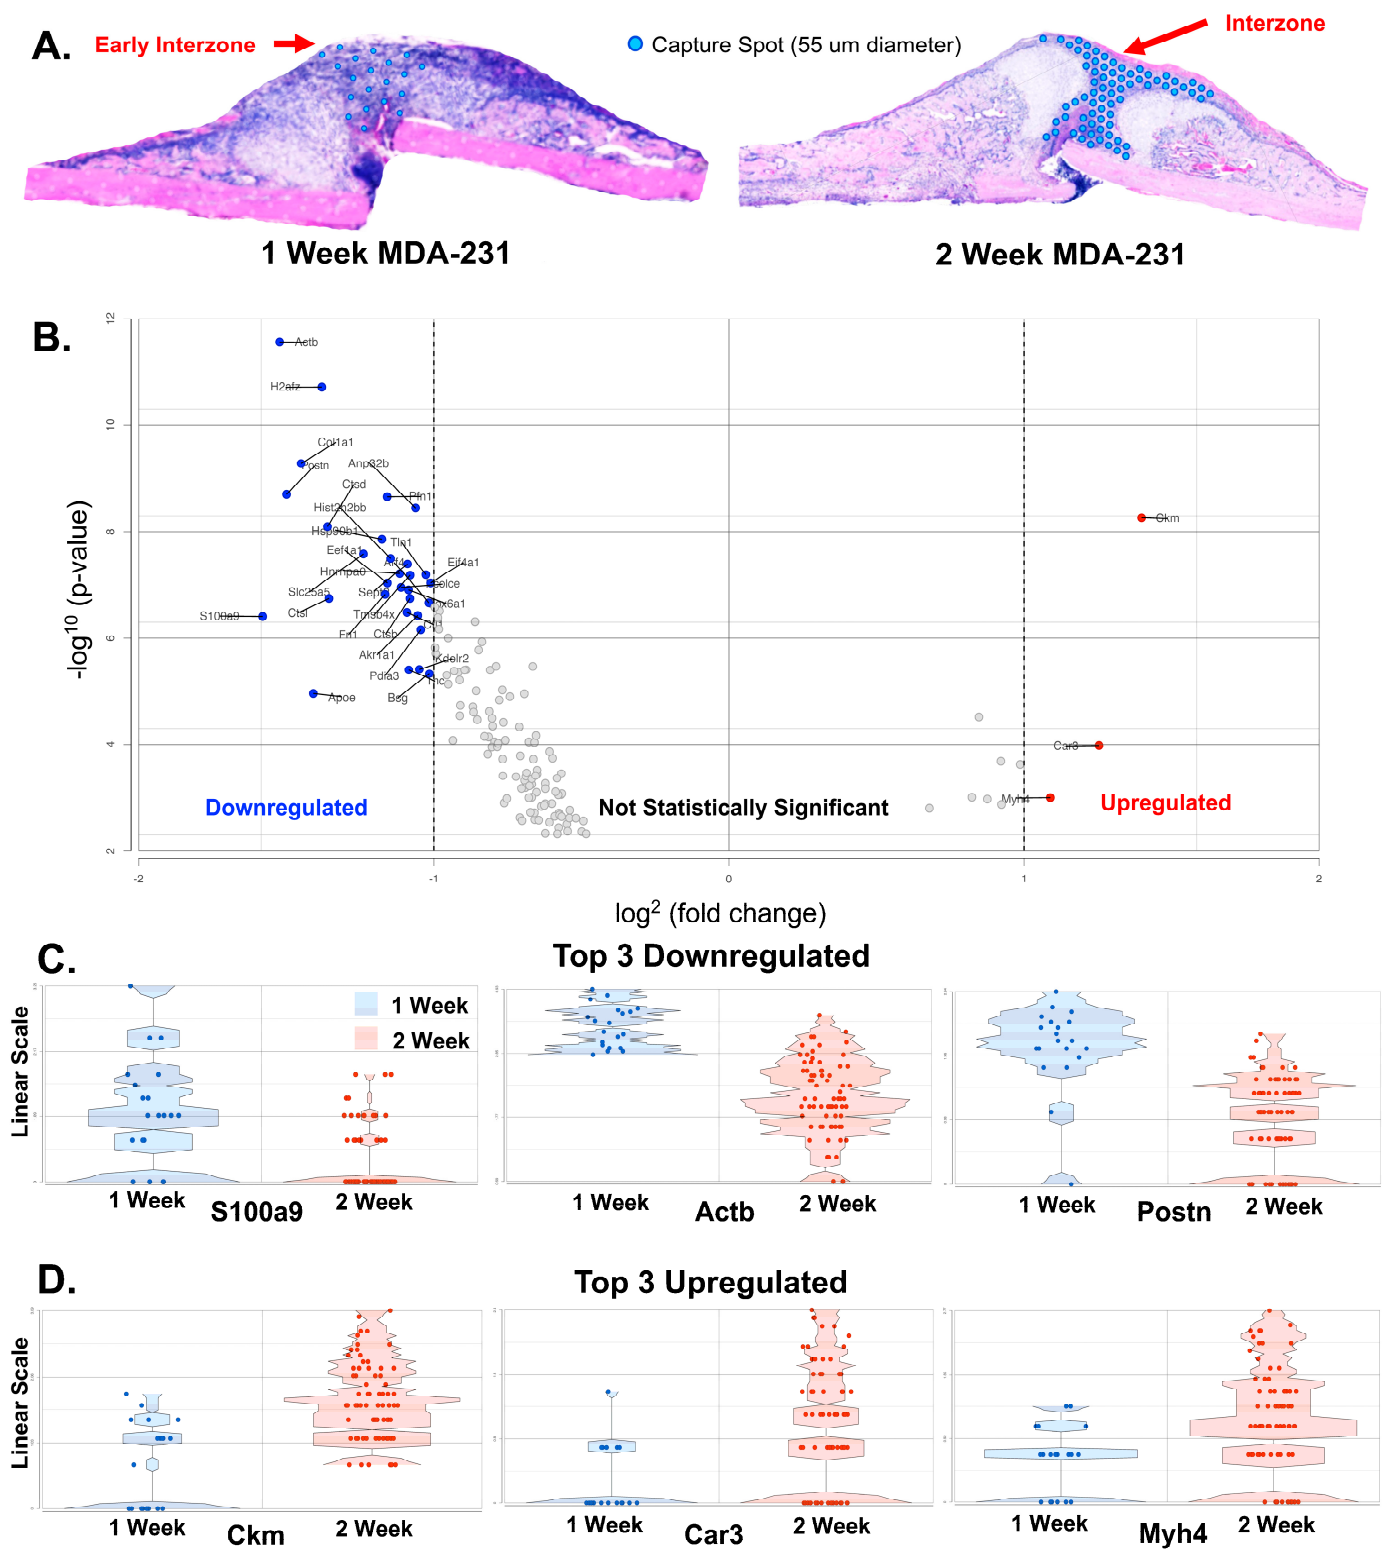 A.
Early Interzone
Capture Spot (55 um diameter)
Interzone
1 Week MDA-231
2 Week MDA-231
B.
12
10
8
6
4
2
-log10 (p-value)
Actb
H2afz
Col1a1
Postn
Anp32b
Ctsd
Pfn1
Hist2h2bb
Hsp90b1
Tln1
Eef1a1
Eif4a1
Hnrnpa0
Slc25a5
Ctsl
S100a9
Tmsb4x
Fn1
Ctsb
Akr1a1
Kdelr2
Pdia3
Bsg
Apoe
Ckm
Car3
Myh4
Downregulated
Not Statistically Significant
Upregulated
-2
-1
0
1
2
log2 (fold change)
C.
Top 3 Downregulated
Linear Scale
1 Week
2 Week
1 Week
2 Week
S100a9
1 Week
2 Week
Actb
1 Week
2 Week
Postn
D.
Top 3 Upregulated
Linear Scale
1 Week
2 Week
Ckm
1 Week
2 Week
Car3
1 Week
2 Week
Myh4